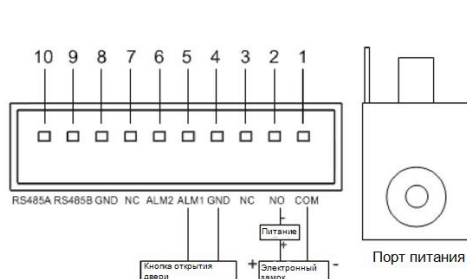 10 9 8 7 6 5 4 3 2 1
RS485A RS485B GND NC ALM2 ALM1 GND NC NO COM
-
Питание
+
Порт питания
Кнопка открытия
двери
+ Электронный -
замок